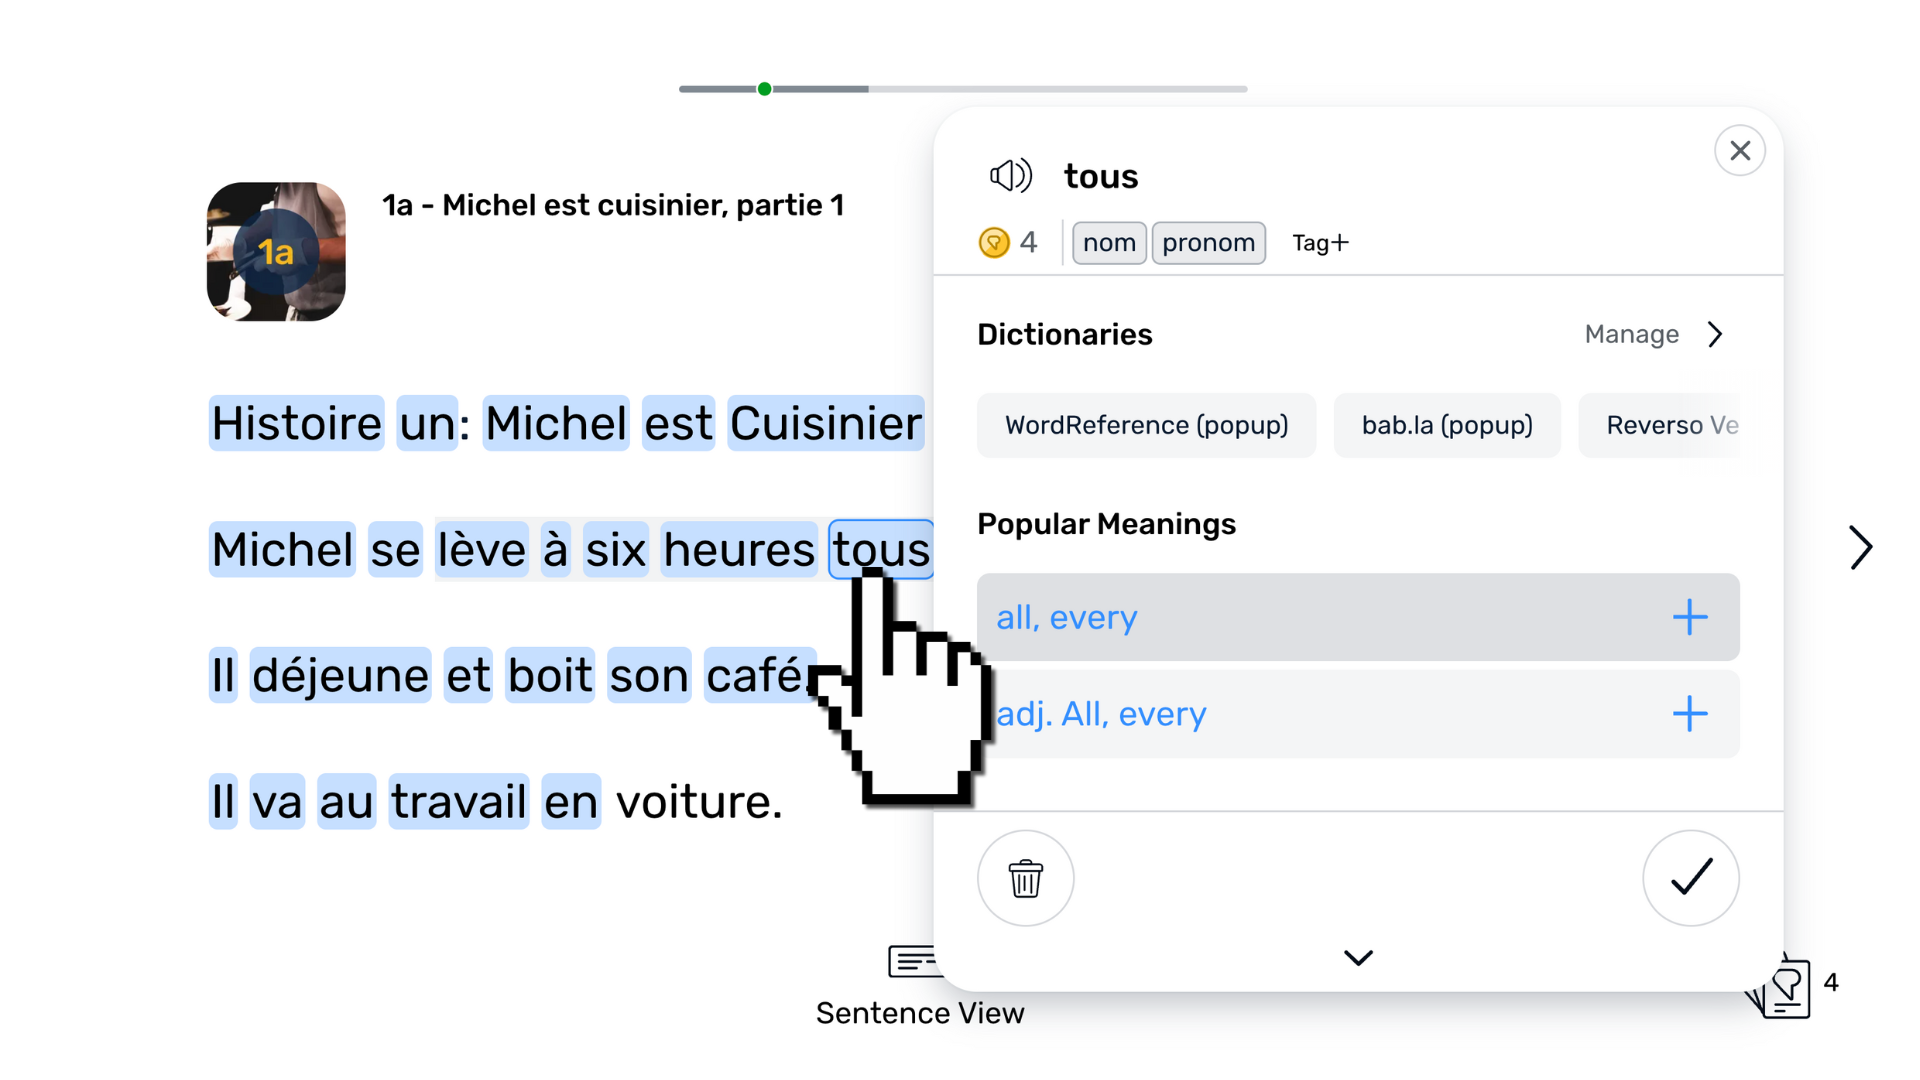 1a - Michel est cuisinier, partie 1
1a
Histoire un: Michel est Cuisinier
Michel se lève à six heures tous
Il déjeune et boit son café.
Il va au travail en voiture.
Sentence View
tous
4 nom pronom Tag+
Dictionaries Manage
WordReference (popup) bab.la (popup) Reverso Ve
Popular Meanings
all, every
adj. All, every
4